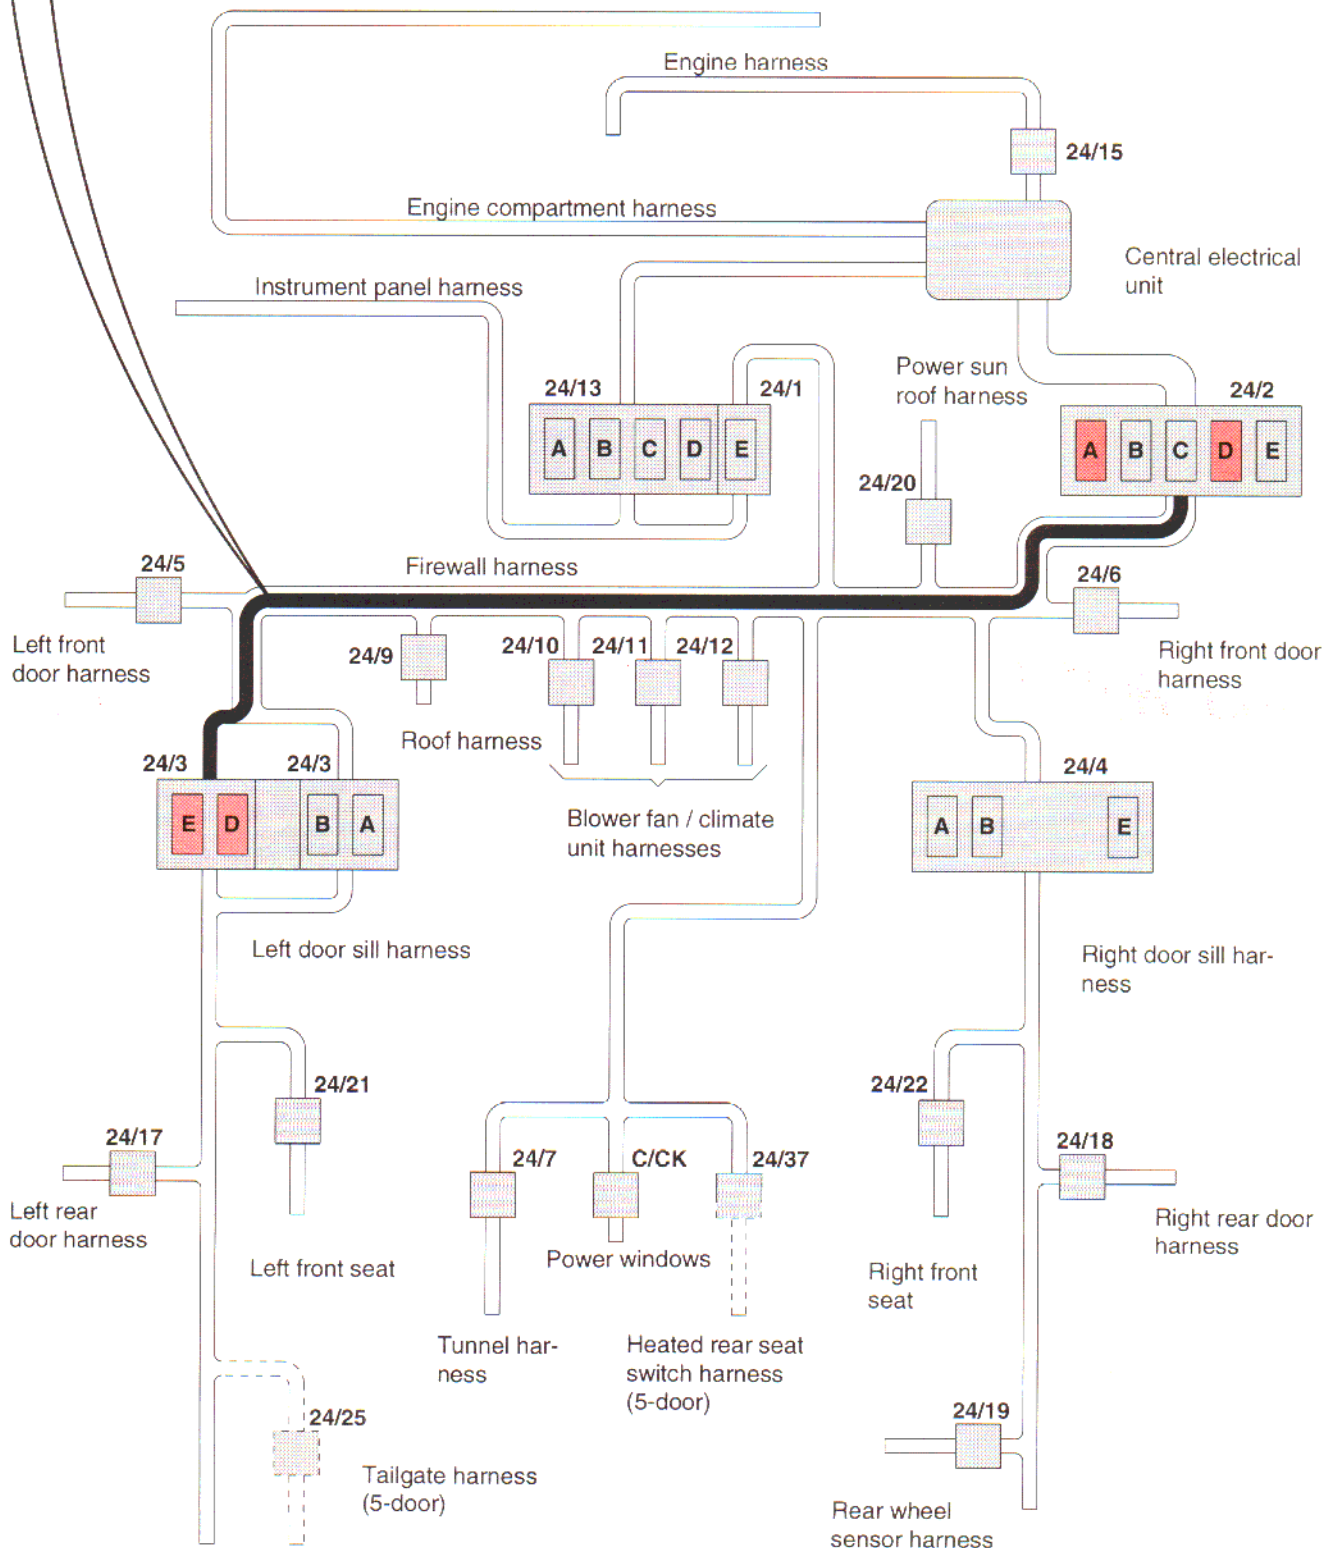 Engine harness
24/15
Engine compartment harness
Central electrical
unit
Instrument panel harness
Power sun
roof harness
24/13
24/1
24/2
A B C D E
A B C D E
24/20
24/5
Firewall harness
24/6
Left front
door harness
24/9
24/10
24/11
24/12
Right front door
harness
Roof harness
24/3
24/3
24/4
E D B A
A B E
Blower fan / climate
unit harnesses
Left door sill harness
Right door sill har-
ness
24/21
24/22
24/17
24/7
C/CK
24/37
24/18
Left rear
door harness
Right rear door
harness
Left front seat
Power windows
Right front
seat
Tunnel har-
ness
Heated rear seat
switch harness
(5-door)
24/25
24/19
Tailgate harness
(5-door)
Rear wheel
sensor harness